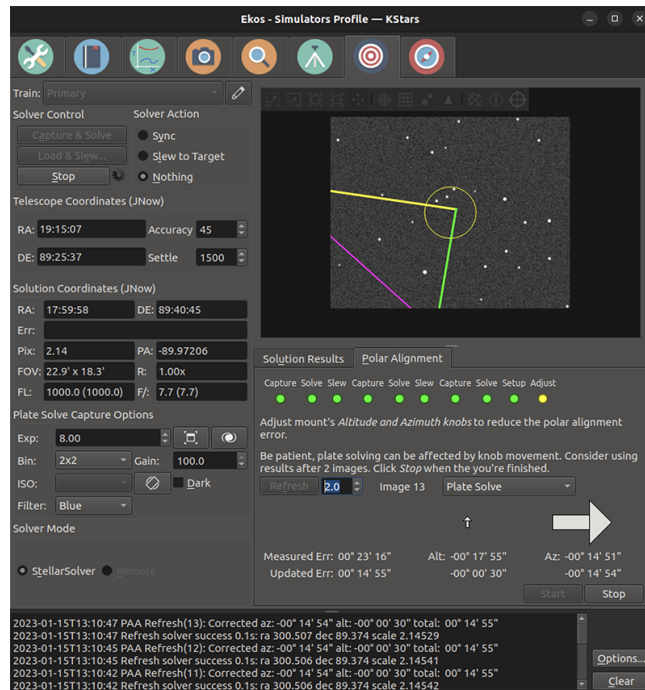 Ekos - Simulators Profile — KStars
Train: Primary
Solver Control
Solver Action
Capture & Solve
Sync
Load & Slew...
Slew to Target
Stop
Nothing
Telescope Coordinates (JNow)
RA: 19:15:07 Accuracy 45
DE: 89:25:37 Settle 1500
Solution Coordinates (JNow)
RA: 17:59:58 DE: 89:40:45
Err:
Pix: 2.14 PA: -89.97206
FOV: 22.9' x 18.3' R: 1.00x
FL: 1000.0 (1000.0) F/: 7.7 (7.7)
Plate Solve Capture Options
Exp: 8.00
Bin: 2x2 Gain: 100.0
ISO: Dark
Filter: Blue
Solver Mode
StellarSolver Remote
Solution Results Polar Alignment
Capture Solve Slew Capture Solve Slew Capture Solve Setup Adjust
Adjust mount's Altitude and Azimuth knobs to reduce the polar alignment
error.
Be patient, plate solving can be affected by knob movement. Consider using
results after 2 images. Click Stop when the you're finished.
Refresh 2.0 Image 13 Plate Solve
Measured Err: 00° 23' 16" Alt: -00° 17' 55" Az: -00° 14' 51"
Updated Err: 00° 14' 55" -00° 00' 30" -00° 14' 54"
Start Stop
2023-01-15T13:10:47 PAA Refresh(13): Corrected az: -00° 14' 54" alt: -00° 00' 30" total: 00° 14' 55"
2023-01-15T13:10:47 Refresh solver success 0.1s: ra 300.507 dec 89.374 scale 2.14529
2023-01-15T13:10:45 PAA Refresh(12): Corrected az: -00° 14' 54" alt: -00° 00' 30" total: 00° 14' 55"
2023-01-15T13:10:45 Refresh solver success 0.1s: ra 300.506 dec 89.374 scale 2.14541
2023-01-15T13:10:42 PAA Refresh(11): Corrected az: -00° 14' 54" alt: -00° 00' 30" total: 00° 14' 55"
2023-01-15T13:10:42 Refresh solver success 0.1s: ra 300.506 dec 89.374 scale 2.14542
Options...
Clear